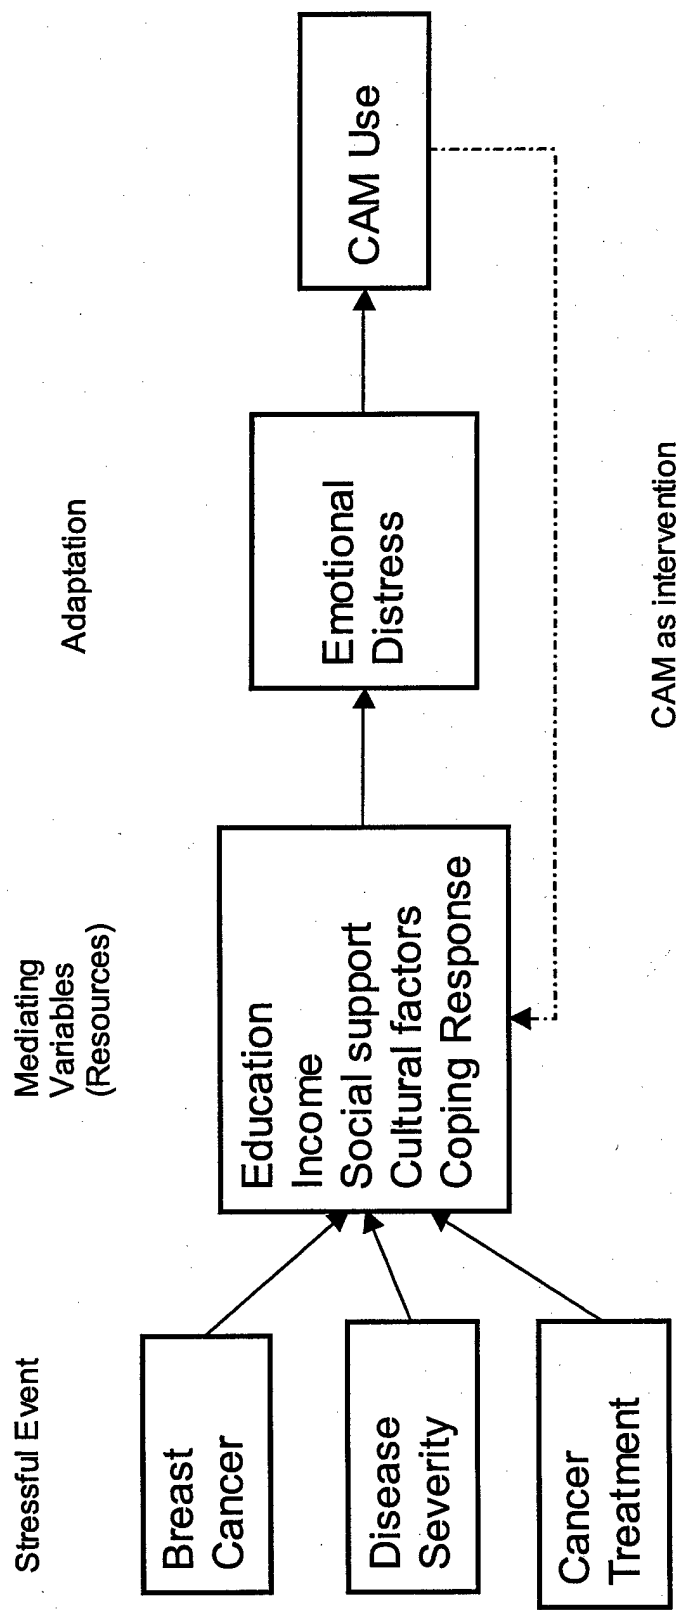 Stressful Event
Mediating
Variables
(Resources)
Adaptation
Breast
Cancer
Disease
Severity
Cancer
Treatment
Education
Income
Social support
Cultural factors
Coping Response
Emotional
Distress
CAM Use
CAM as intervention